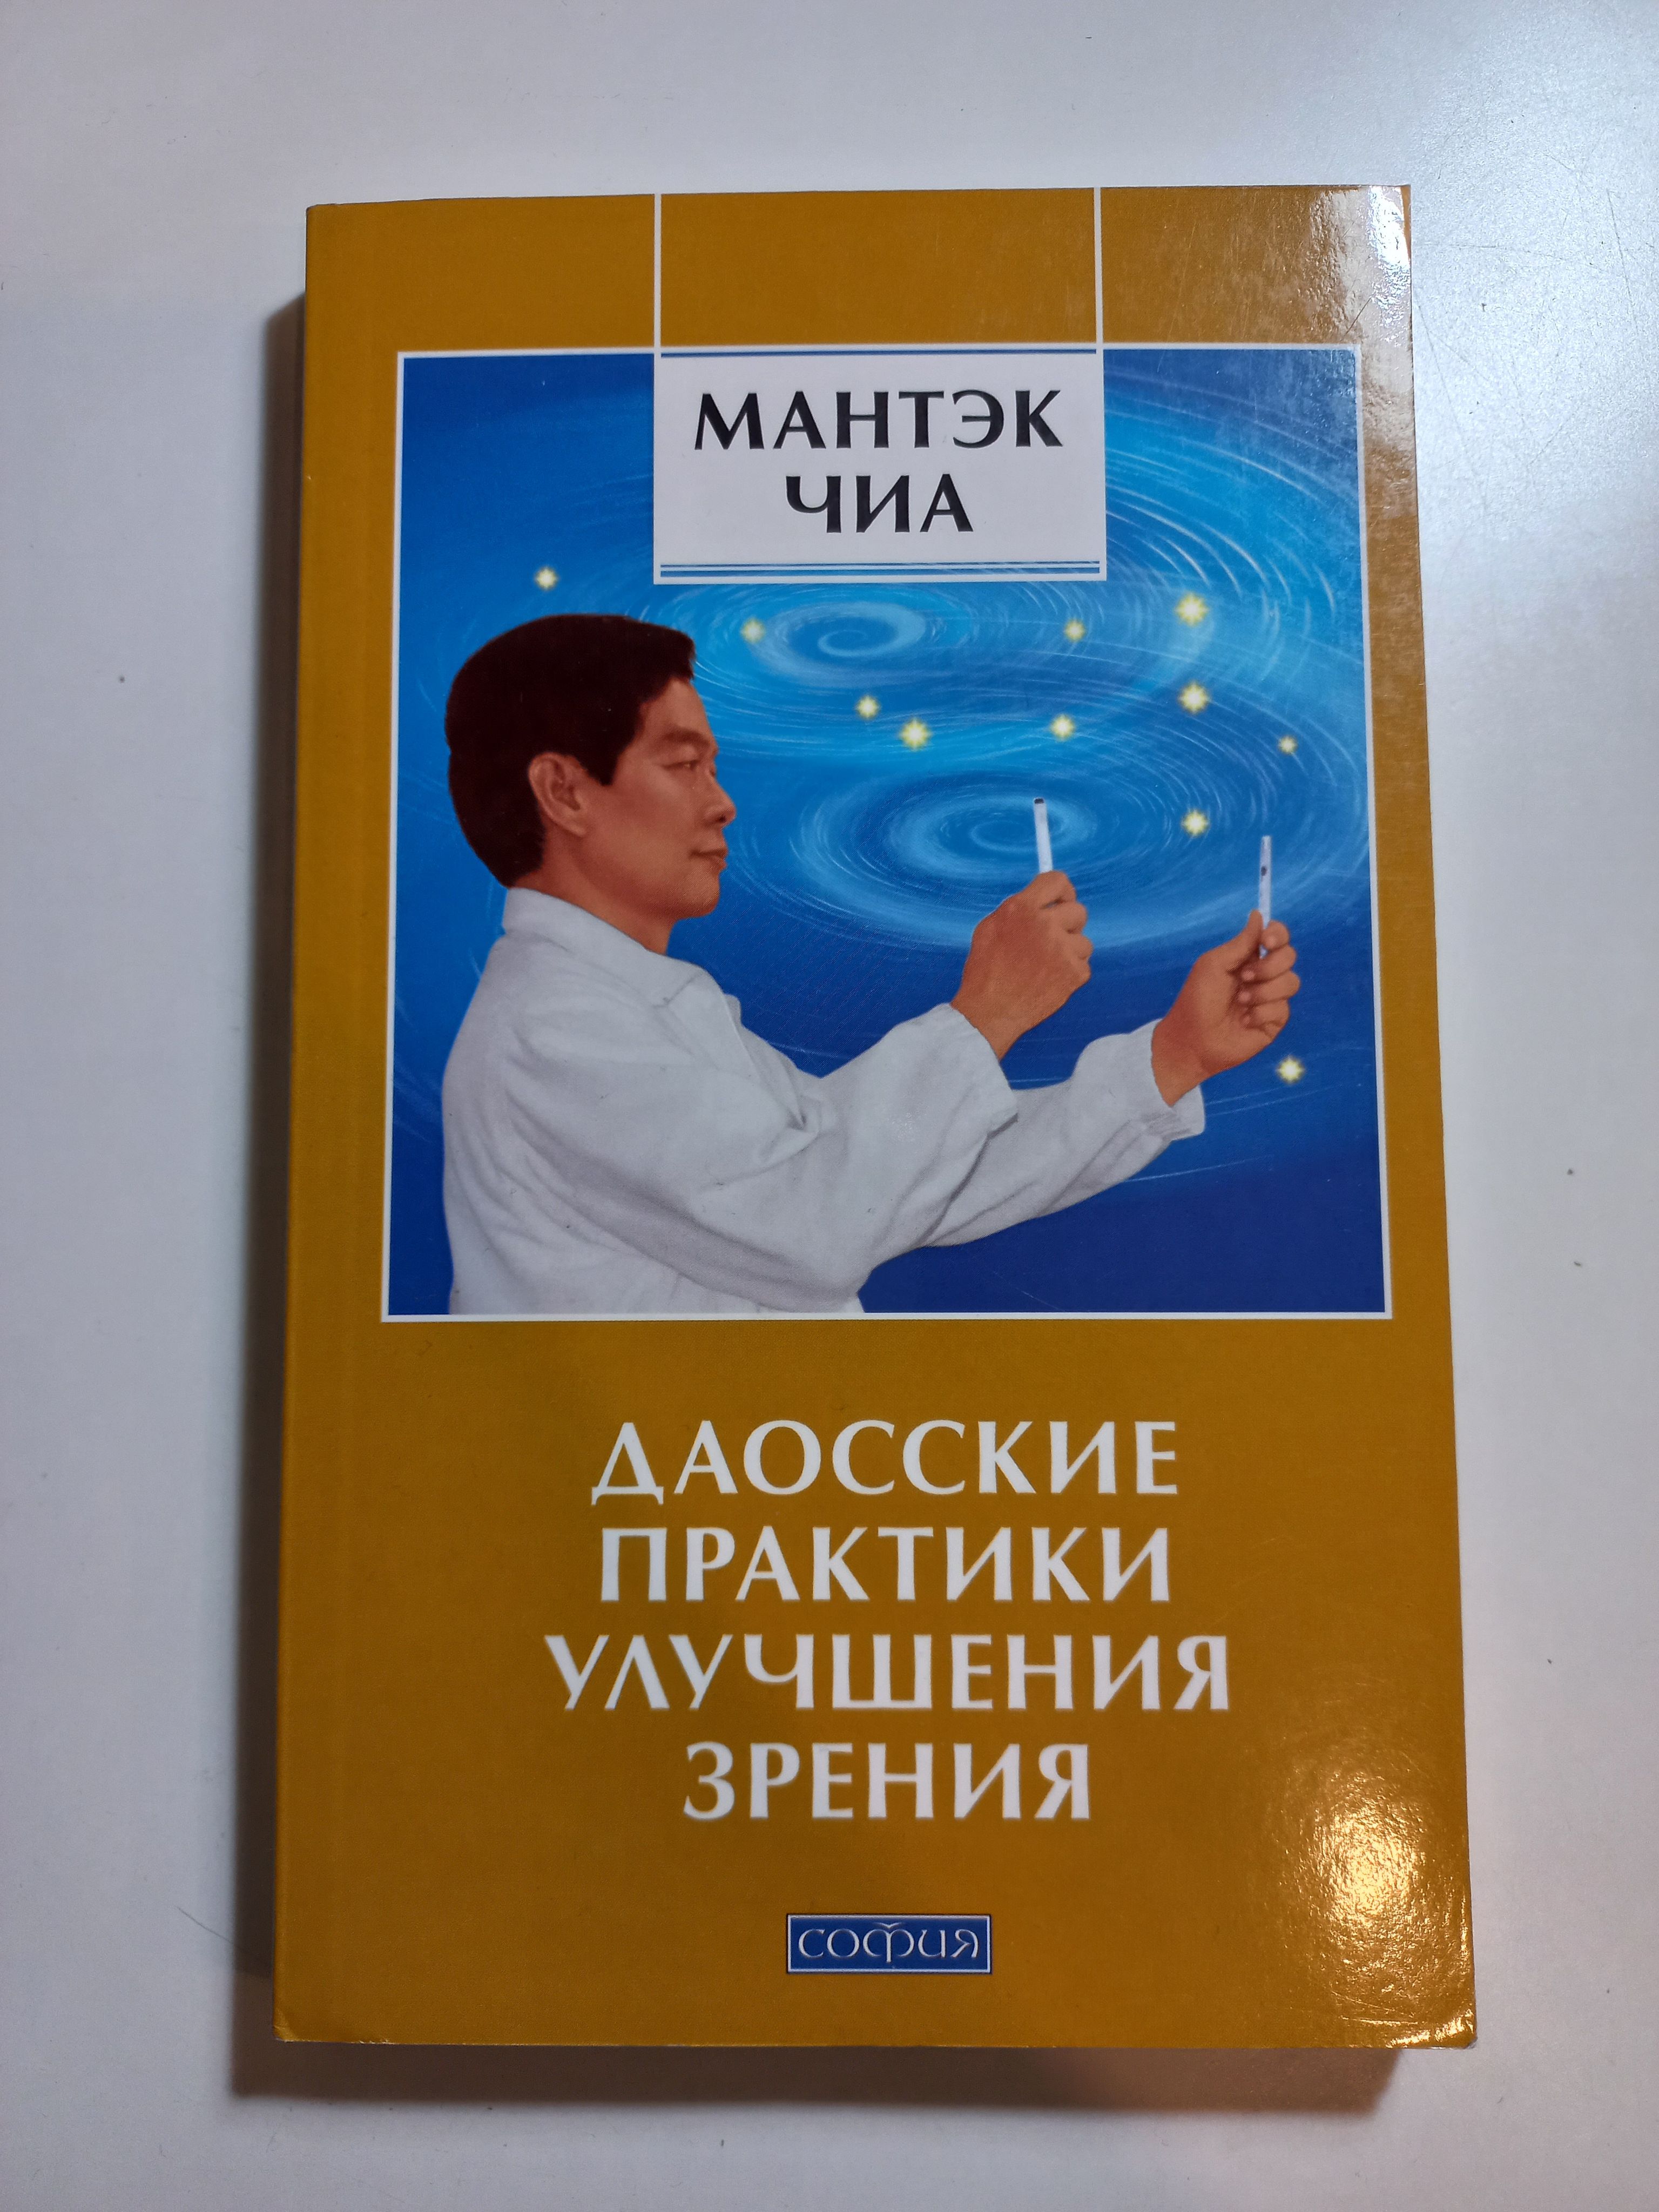 МАНТЭК
ЧИА
ДАОССКИЕ
ПРАКТИКИ
УЛУЧШЕНИЯ
ЗРЕНИЯ
СОФИЯ